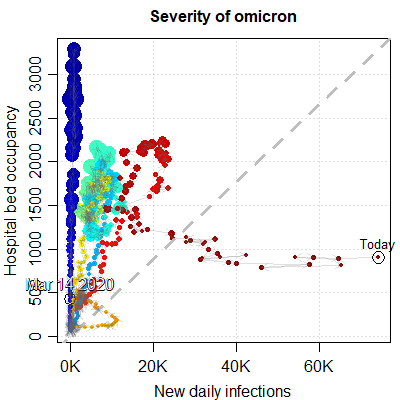 Severity of omicron
Hospital bed occupancy
3000
2500
2000
1500
1000
500
0
Today
Mar 14 2020
0K
20K
40K
60K
New daily infections